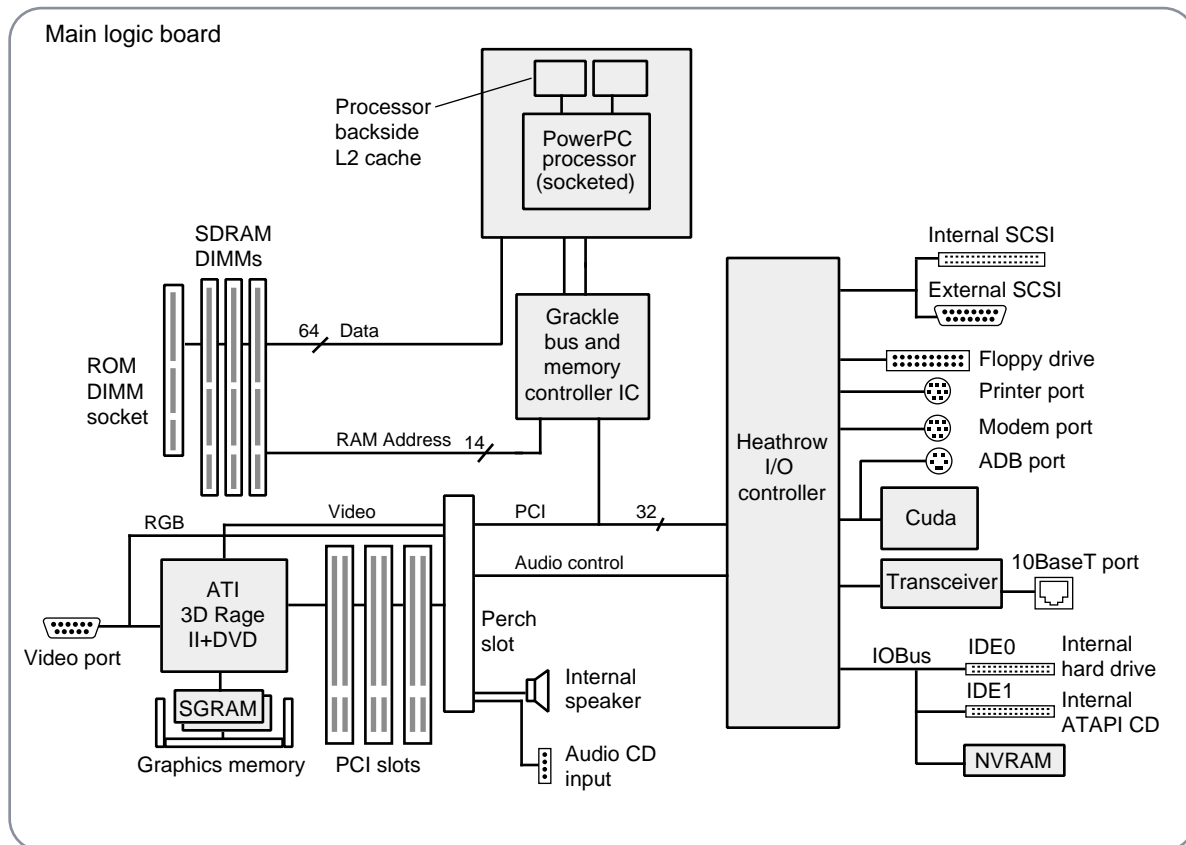 Main logic board
Processor
backside
L2 cache
PowerPC
processor
(socketed)
SDRAM
DIMMs
ROM
DIMM
socket
64
Data
Grackle
bus and
memory
controller IC
RAM Address
14
Internal SCSI
External SCSI
Floppy drive
Printer port
Modem port
ADB port
Heathrow
I/O
controller
Cuda
Transceiver
10BaseT port
RGB
Video
PCI
32
Audio control
ATI
3D Rage
II+DVD
Video port
Perch
slot
SGRAM
Graphics memory
PCI slots
Internal
speaker
Audio CD
input
IOBus
IDE0
Internal
hard drive
IDE1
Internal
ATAPI CD
NVRAM